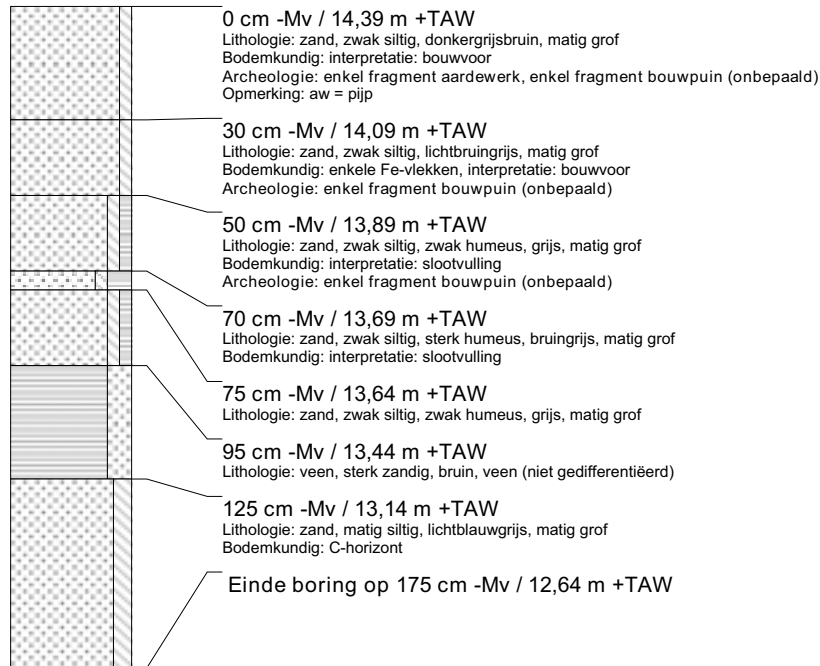 0 cm -Mv / 14,39 m +TAW
Lithologie: zand, zwak siltig, donkergrijsbruin, matig grof
Bodemkundig: interpretatie: bouwvoor
Archeologie: enkel fragment aardewerk, enkel fragment bouwpuin (onbepaald)
Opmerking: aw = pijp
30 cm -Mv / 14,09 m +TAW
Lithologie: zand, zwak siltig, lichtbruingrijs, matig grof
Bodemkundig: enkele Fe-vlekken, interpretatie: bouwvoor
Archeologie: enkel fragment bouwpuin (onbepaald)
50 cm -Mv / 13,89 m +TAW
Lithologie: zand, zwak siltig, zwak humeus, grijs, matig grof
Bodemkundig: interpretatie: slootvulling
Archeologie: enkel fragment bouwpuin (onbepaald)
70 cm -Mv / 13,69 m +TAW
Lithologie: zand, zwak siltig, sterk humeus, bruingrijs, matig grof
Bodemkundig: interpretatie: slootvulling
75 cm -Mv / 13,64 m +TAW
Lithologie: zand, zwak siltig, zwak humeus, grijs, matig grof
95 cm -Mv / 13,44 m +TAW
Lithologie: veen, sterk zandig, bruin, veen (niet gedifferentiëerd)
125 cm -Mv / 13,14 m +TAW
Lithologie: zand, matig siltig, lichtblauwgrijs, matig grof
Bodemkundig: C-horizont
Einde boring op 175 cm -Mv / 12,64 m +TAW